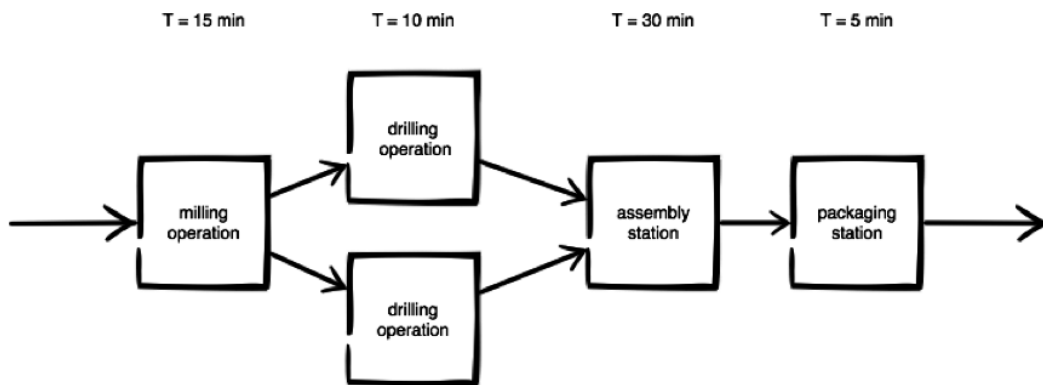 T = 15 min
T = 10 min
T = 30 min
T = 5 min
drilling
operation
milling
operation
assembly
station
packaging
station
drilling
operation